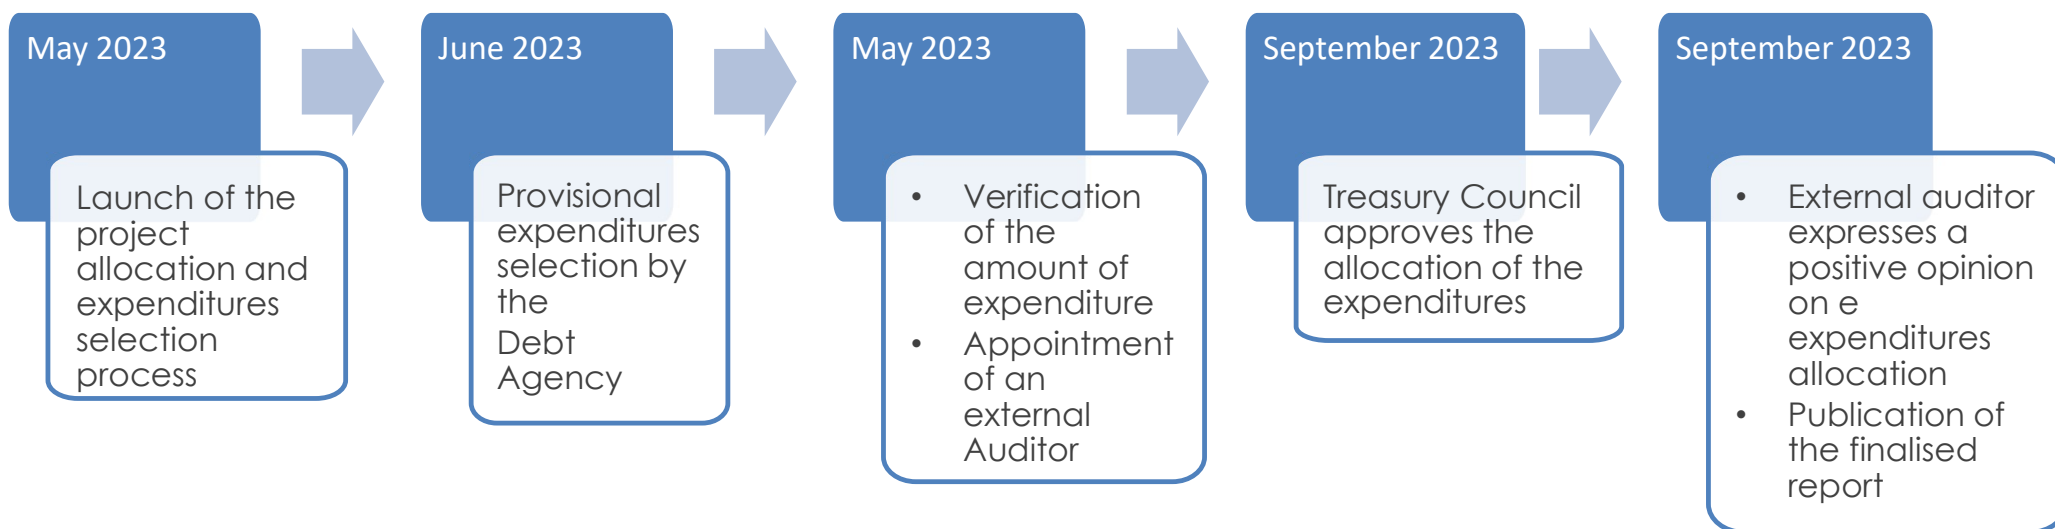 May 2023
Launch of the
project
allocation and
expenditures
selection
process
June 2023
Provisional
expenditures
selection by
the
Debt
Agency
May 2023
• Verification
of the
amount of
expenditure
• Appointment
of an
external
Auditor
September 2023
Treasury Council
approves the
allocation of the
expenditures
September 2023
• External auditor
expresses a
positive opinion
on e
expenditures
allocation
• Publication of
the finalised
report